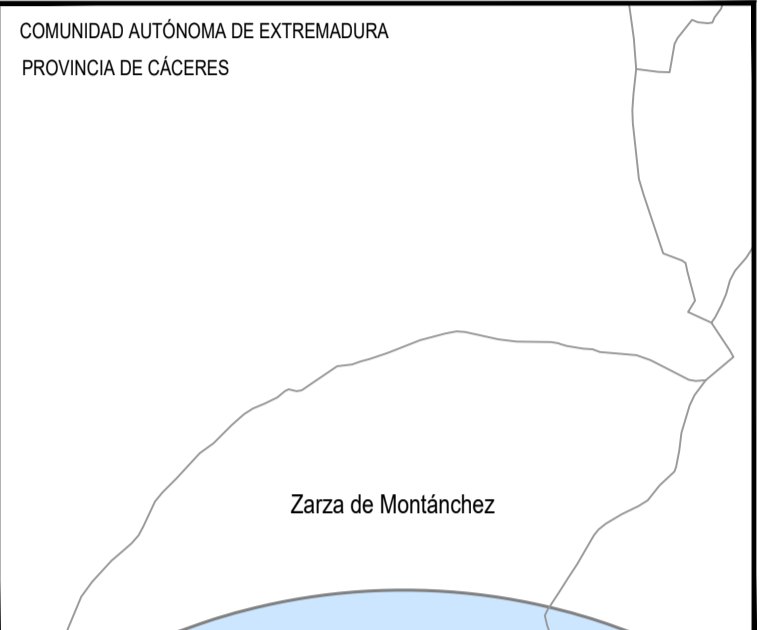 COMUNIDAD AUTÓNOMA DE EXTREMADURA
PROVINCIA DE CÁCERES
Zarza de Montánchez